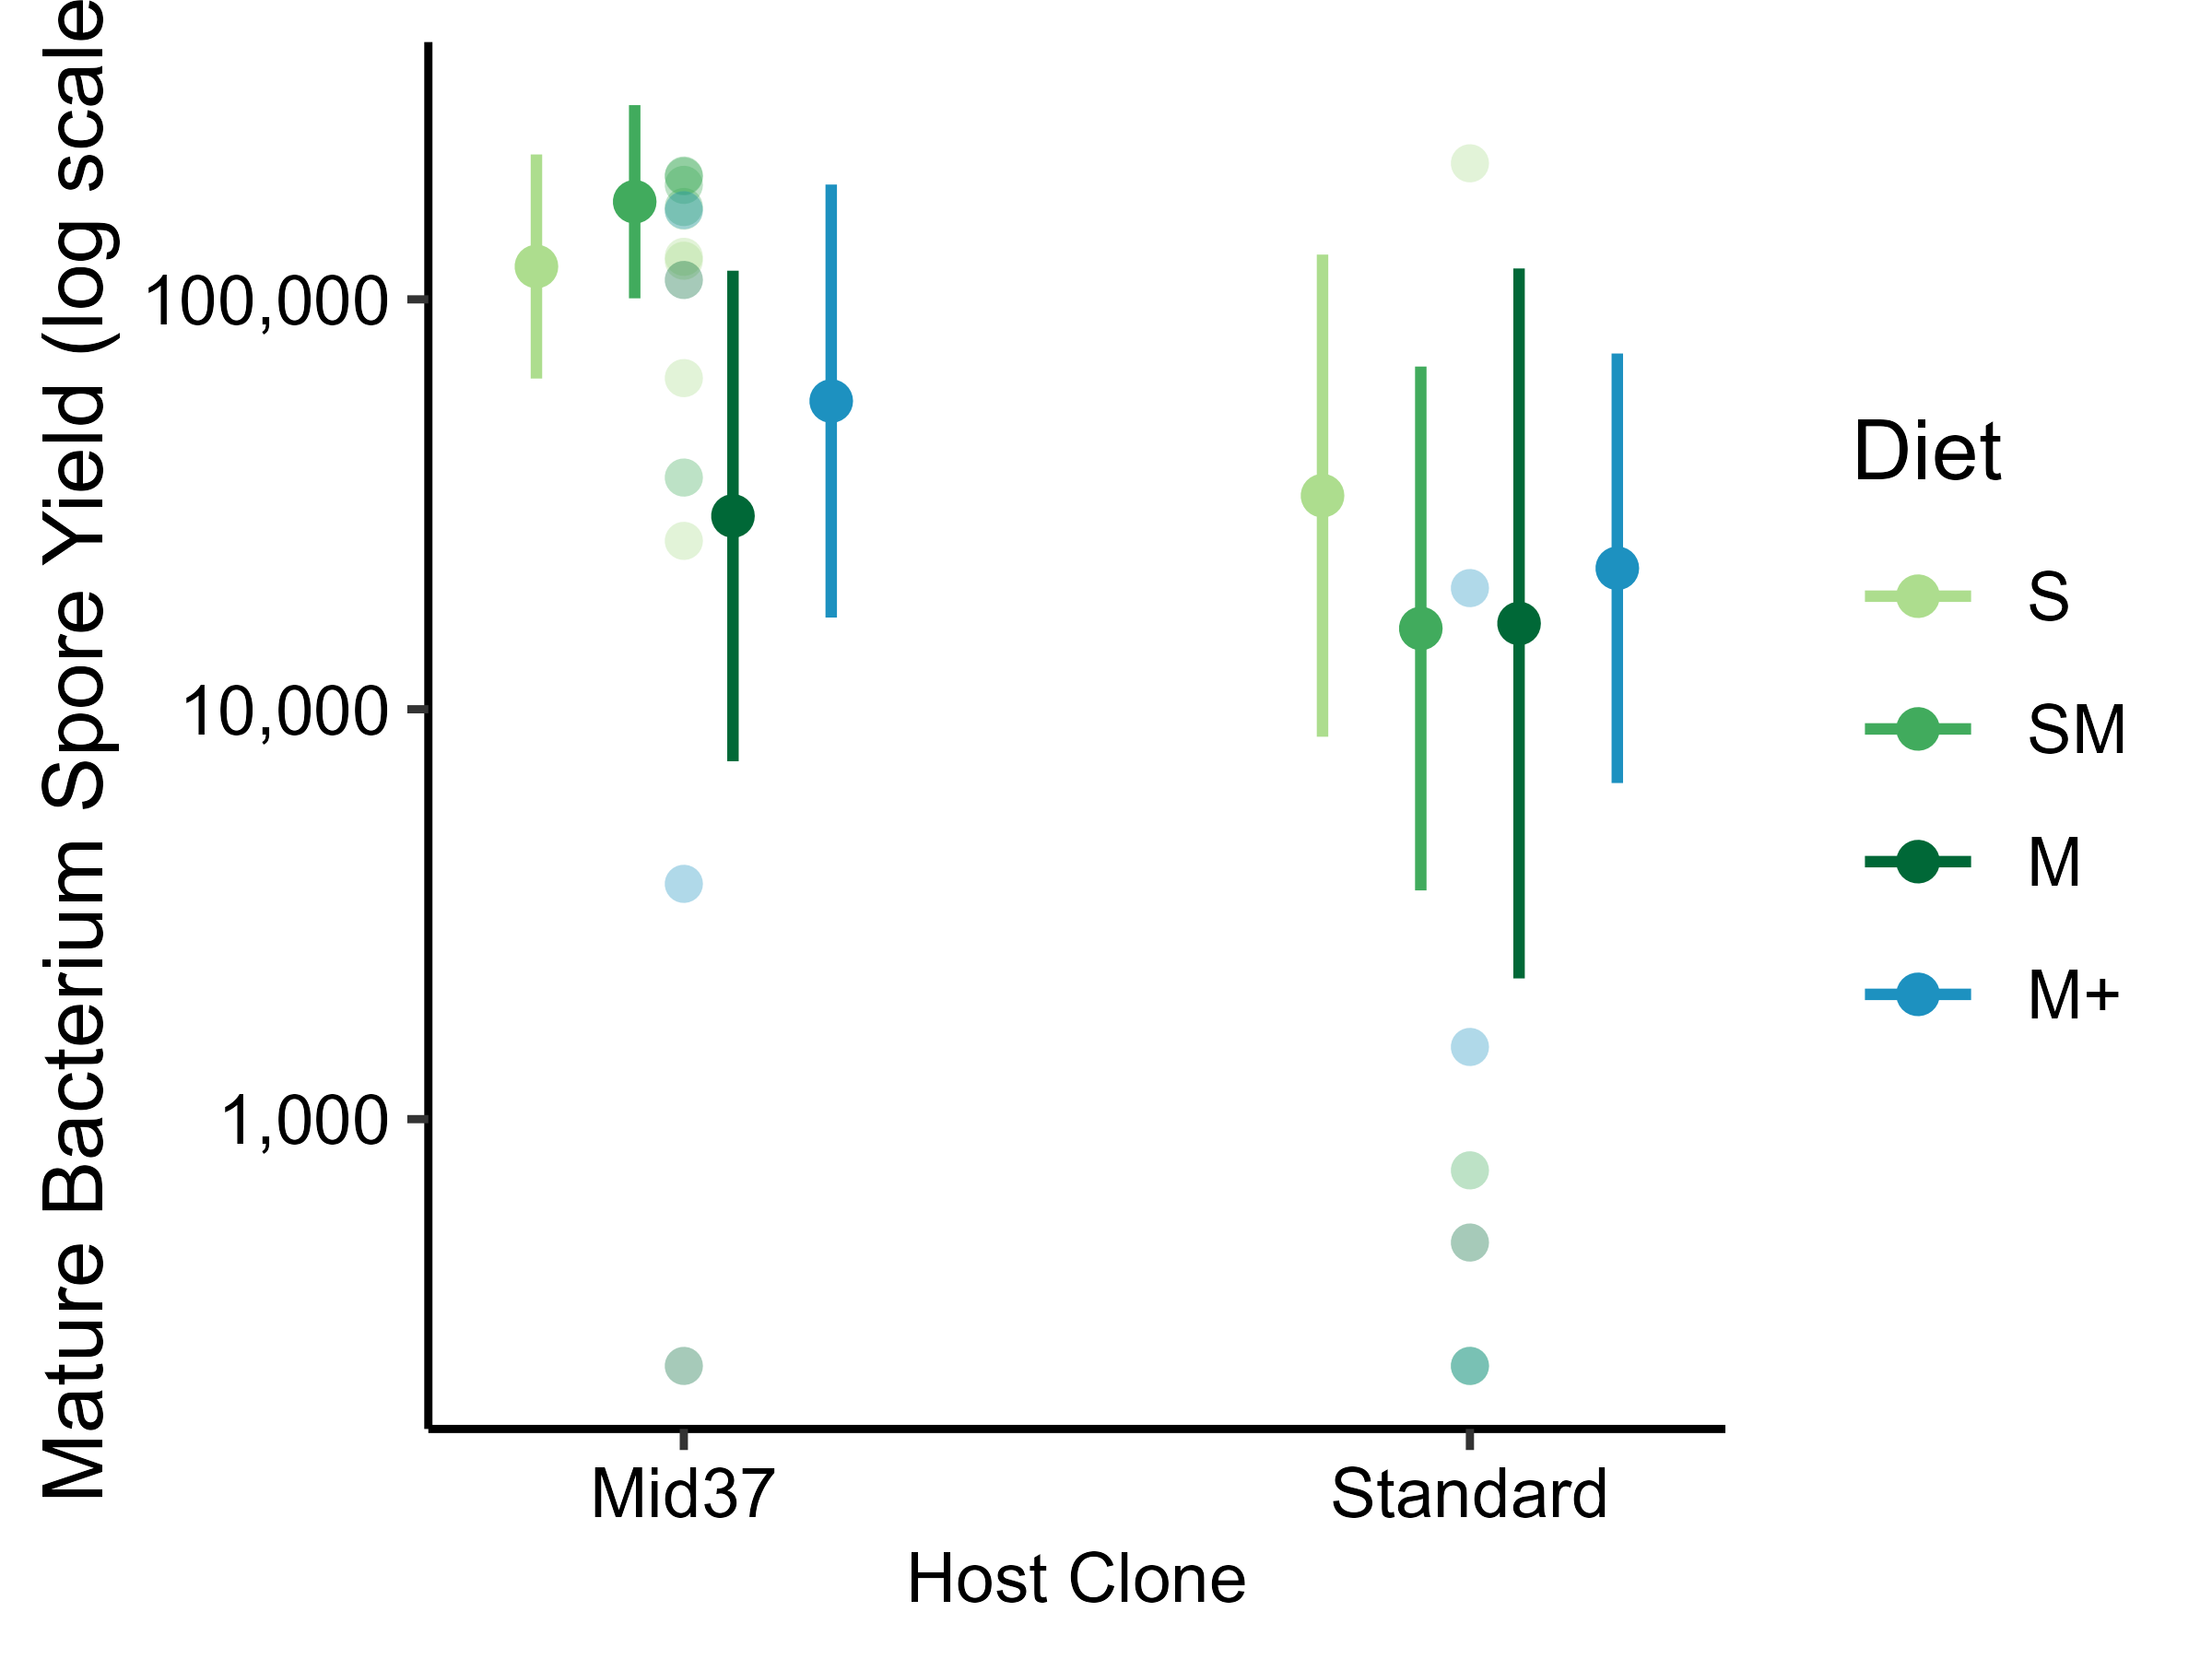 Mature Bacterium Spore Yield (log scale
100,000
10,000
1,000
Mid37
Standard
Host Clone
Diet
S
SM
M
M+